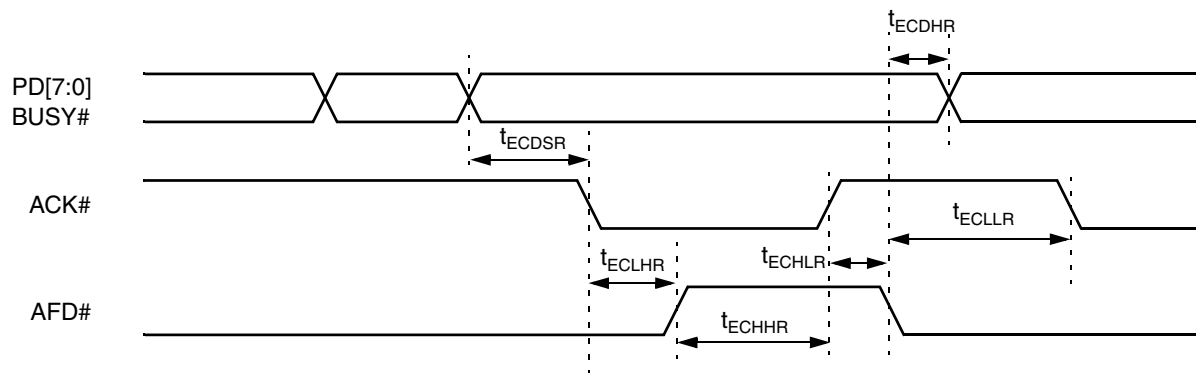 tECDHR
PD[7:0]
BUSY#
tECDSR
ACK#
tECLLR
tECLHR
tECHLR
AFD#
tECHHR